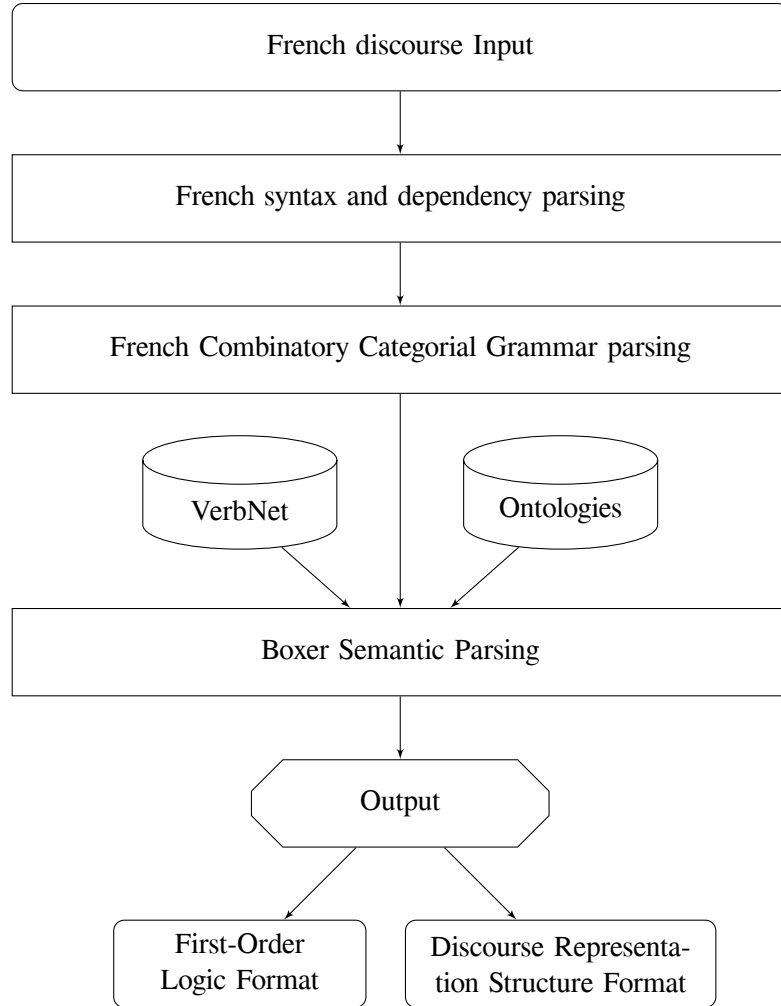 French discourse Input
French syntax and dependency parsing
French Combinatory Categorial Grammar parsing
VerbNet
Ontologies
Boxer Semantic Parsing
Output
First-Order
Logic Format
Discourse Representa-
tion Structure Format